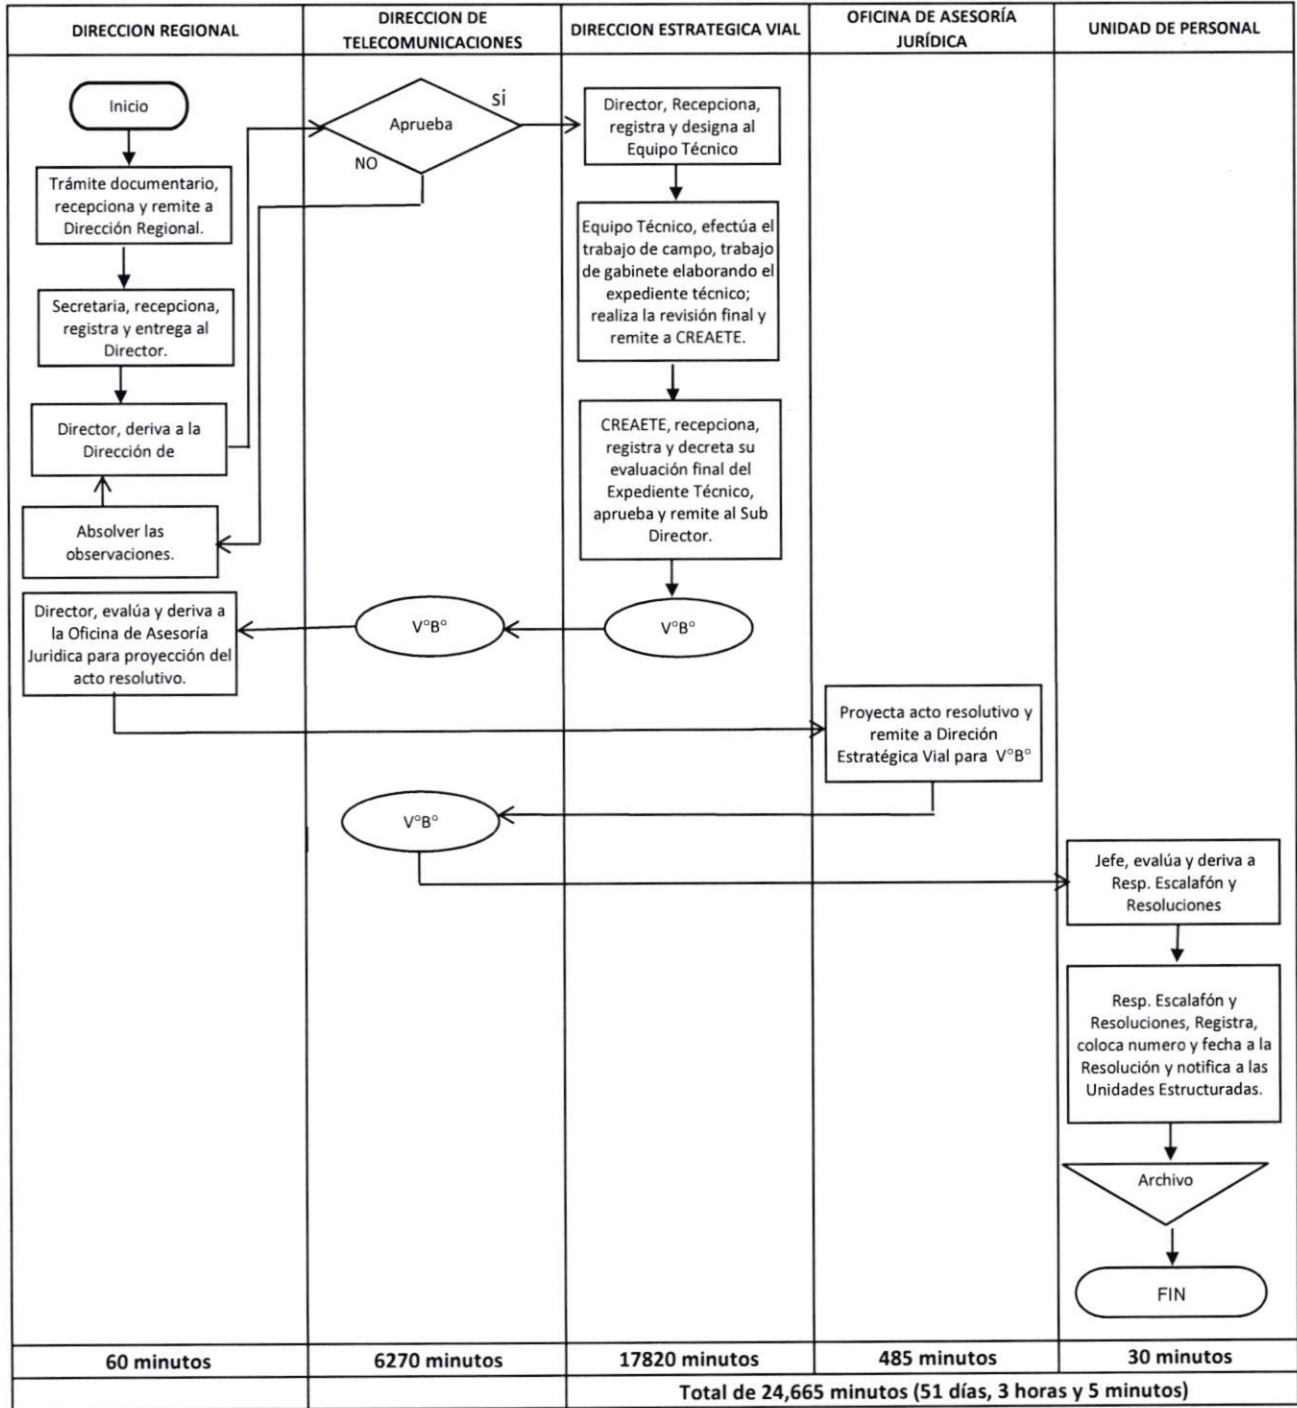 DIRECCION REGIONAL
DIRECCION DE
TELECOMUNICACIONES
DIRECCION ESTRATEGICA VIAL
OFICINA DE ASESORÍA
JURÍDICA
UNIDAD DE PERSONAL
Inicio
Trámite documentario,
recepciona y remite a
Dirección Regional.
Secretaria, recepciona,
registra y entrega al
Director.
Director, deriva a la
Dirección de
Absolver las
observaciones.
Aprueba
si
NO
Director, Recepciona,
registra y designa al
Equipo Técnico
Equipo Técnico, efectúa el
trabajo de campo, trabajo
de gabinete elaborando el
expediente técnico;
realiza la revisión final y
remite a CREAETE.
CREAETE, recepciona,
registra y decreta su
evaluación final del
Expediente Técnico,
aprueba y remite al Sub
Director.
V°B°
V°B°
Director, evalúa y deriva a
la Oficina de Asesoría
Juridica para proyección del
acto resolutivo.
Proyecta acto resolutivo y
remite a Direción
Estratégica Vial para V°B°
V°B°
Jefe, evalúa y deriva a
Resp. Escalafón y
Resoluciones
Resp. Escalafón y
Resoluciones, Registra,
coloca numero y fecha a la
Resolución y notifica a las
Unidades Estructuradas.
Archivo
FIN
60 minutos
6270 minutos
17820 minutos
485 minutos
30 minutos
Total de 24,665 minutos (51 días, 3 horas y 5 minutos)